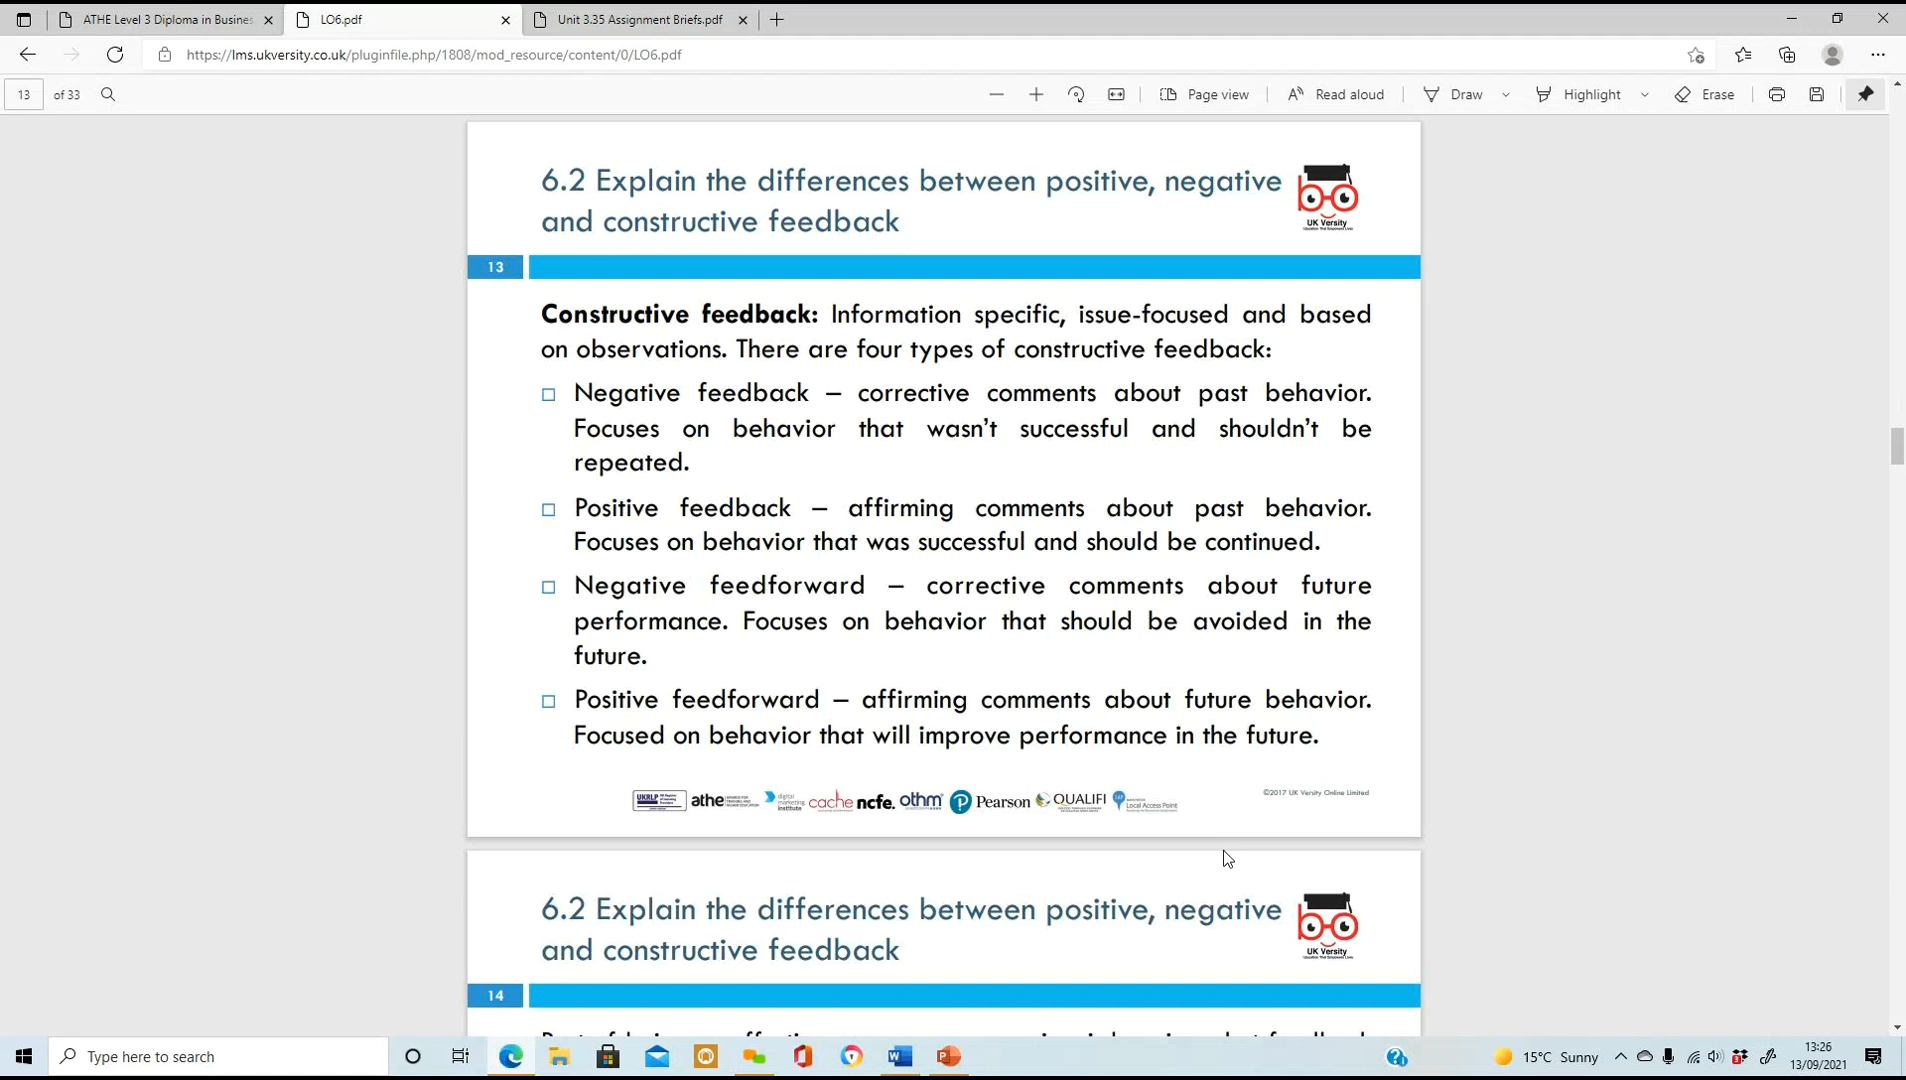 ATHE Level 3 Diploma in Busines
LO6.pdf
Unit 3.35 Assignment Briefs.pdf
https://lms.ukversity.co.uk/pluginfile.php/1808/mod_resource/content/0/LO6.pdf
13 of 33
Page view
Read aloud
Draw
Highlight
Erase
6.2 Explain the differences between positive, negative
and constructive feedback
UK Versity
13
Constructive feedback: Information specific, issue-focused and based
on observations. There are four types of constructive feedback:
Negative feedback – corrective comments about past behavior.
Focuses on behavior that wasn’t successful and shouldn’t be
repeated.
Positive feedback – affirming comments about past behavior.
Focuses on behavior that was successful and should be continued.
Negative feedforward – corrective comments about future
performance. Focuses on behavior that should be avoided in the
future.
Positive feedforward – affirming comments about future behavior.
Focused on behavior that will improve performance in the future.
UKRLP
athe
digital marketing institute
cache
ncfe.
othm
Pearson
QUALIFI
Local Access Point
©2017 UK Versity Online Limited
6.2 Explain the differences between positive, negative
and constructive feedback
UK Versity
14
Type here to search
15°C Sunny
13:26
13/09/2021